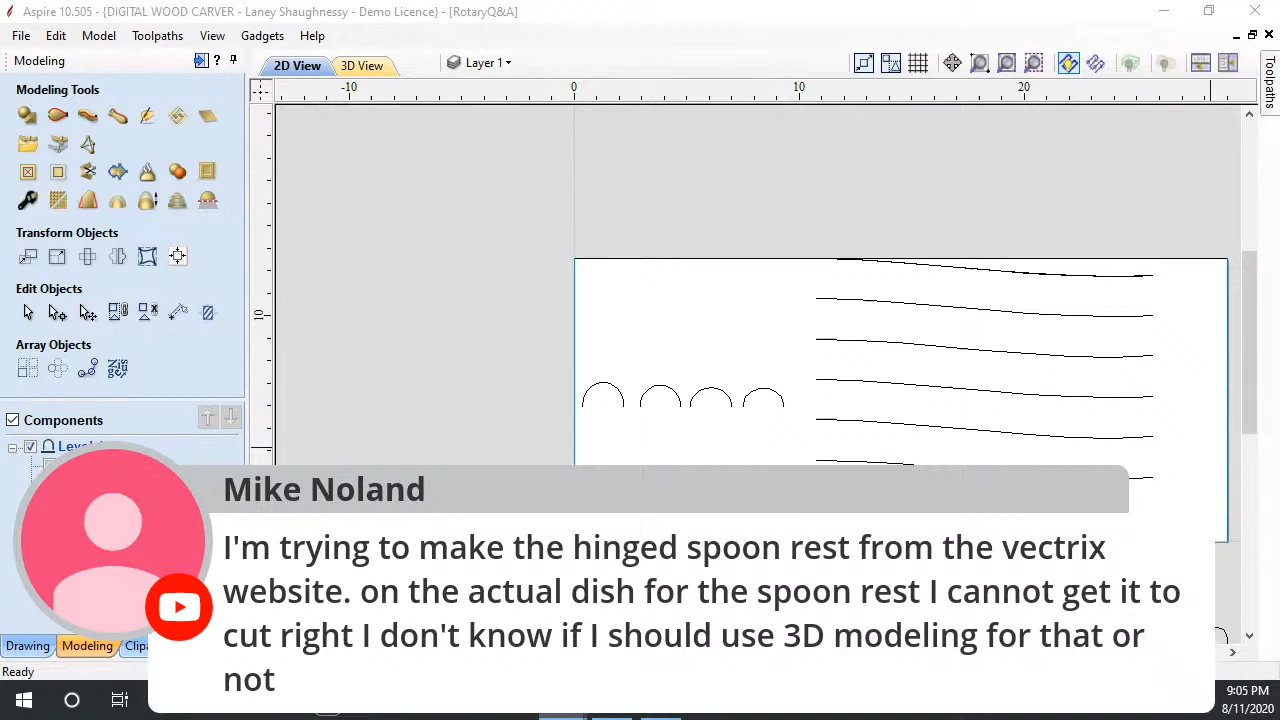 Aspire 10.505 - {DIGITAL WOOD CARVER - Laney Shaughnessy - Demo Licence} - [RotaryQ&A]
File Edit Model Toolpaths View Gadgets Help
Modeling
2D View 3D View Layer 1
Toolpaths
-10 0 10 20
10
Modeling Tools
Transform Objects
Edit Objects
Array Objects
Components
Level
Mike Noland
I'm trying to make the hinged spoon rest from the vectrix
website. on the actual dish for the spoon rest I cannot get it to
cut right I don't know if I should use 3D modeling for that or
not
Drawing Modeling Clipa
Ready
9:05 PM
8/11/2020